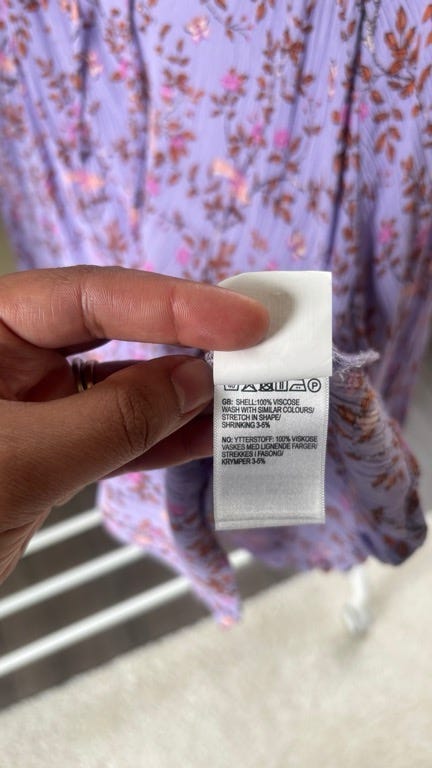 GB: SHELL:100% VISCOSE
WASH WITH SIMILAR COLOURS/
STRETCH IN SHAPE/
SHRINKING 3-5%
NO: YTTERSTOFF: 100% VISKOSE
VASKES MED LIGNENDE FARGER/
STREKKES I FASONG/
KRYMPER 3-5%